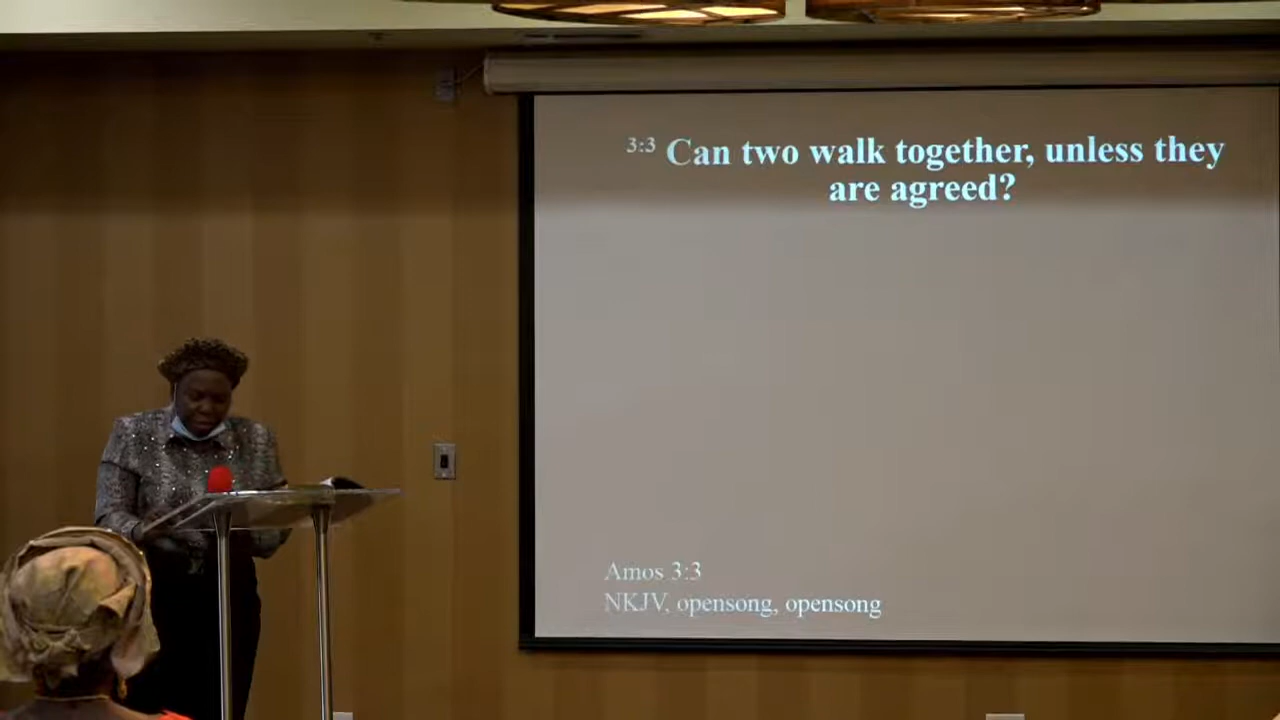 3:3 Can two walk together, unless they
are agreed?
Amos 3:3
NKJV, opensong, opensong